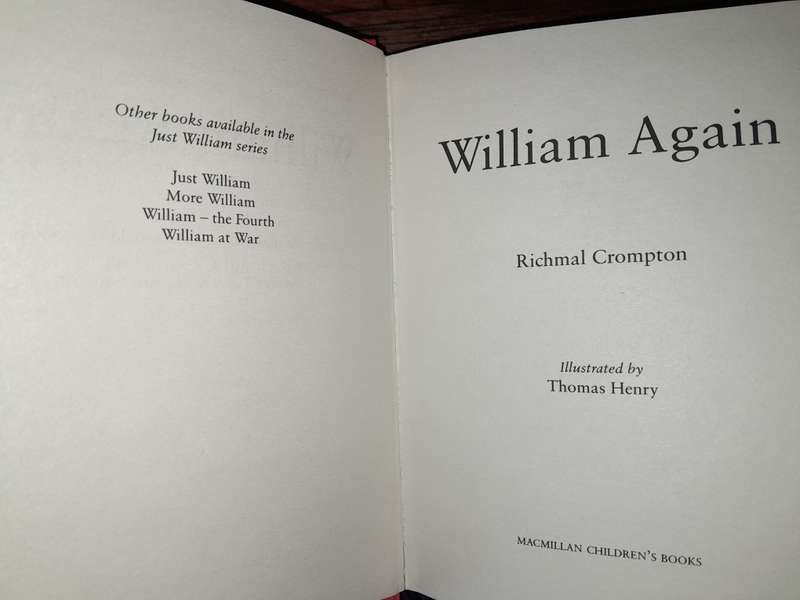 Other books available in the
Just William series
Just William
More William
William – the Fourth
William at War
William Again
Richmal Crompton
Illustrated by
Thomas Henry
MACMILLAN CHILDREN'S BOOKS